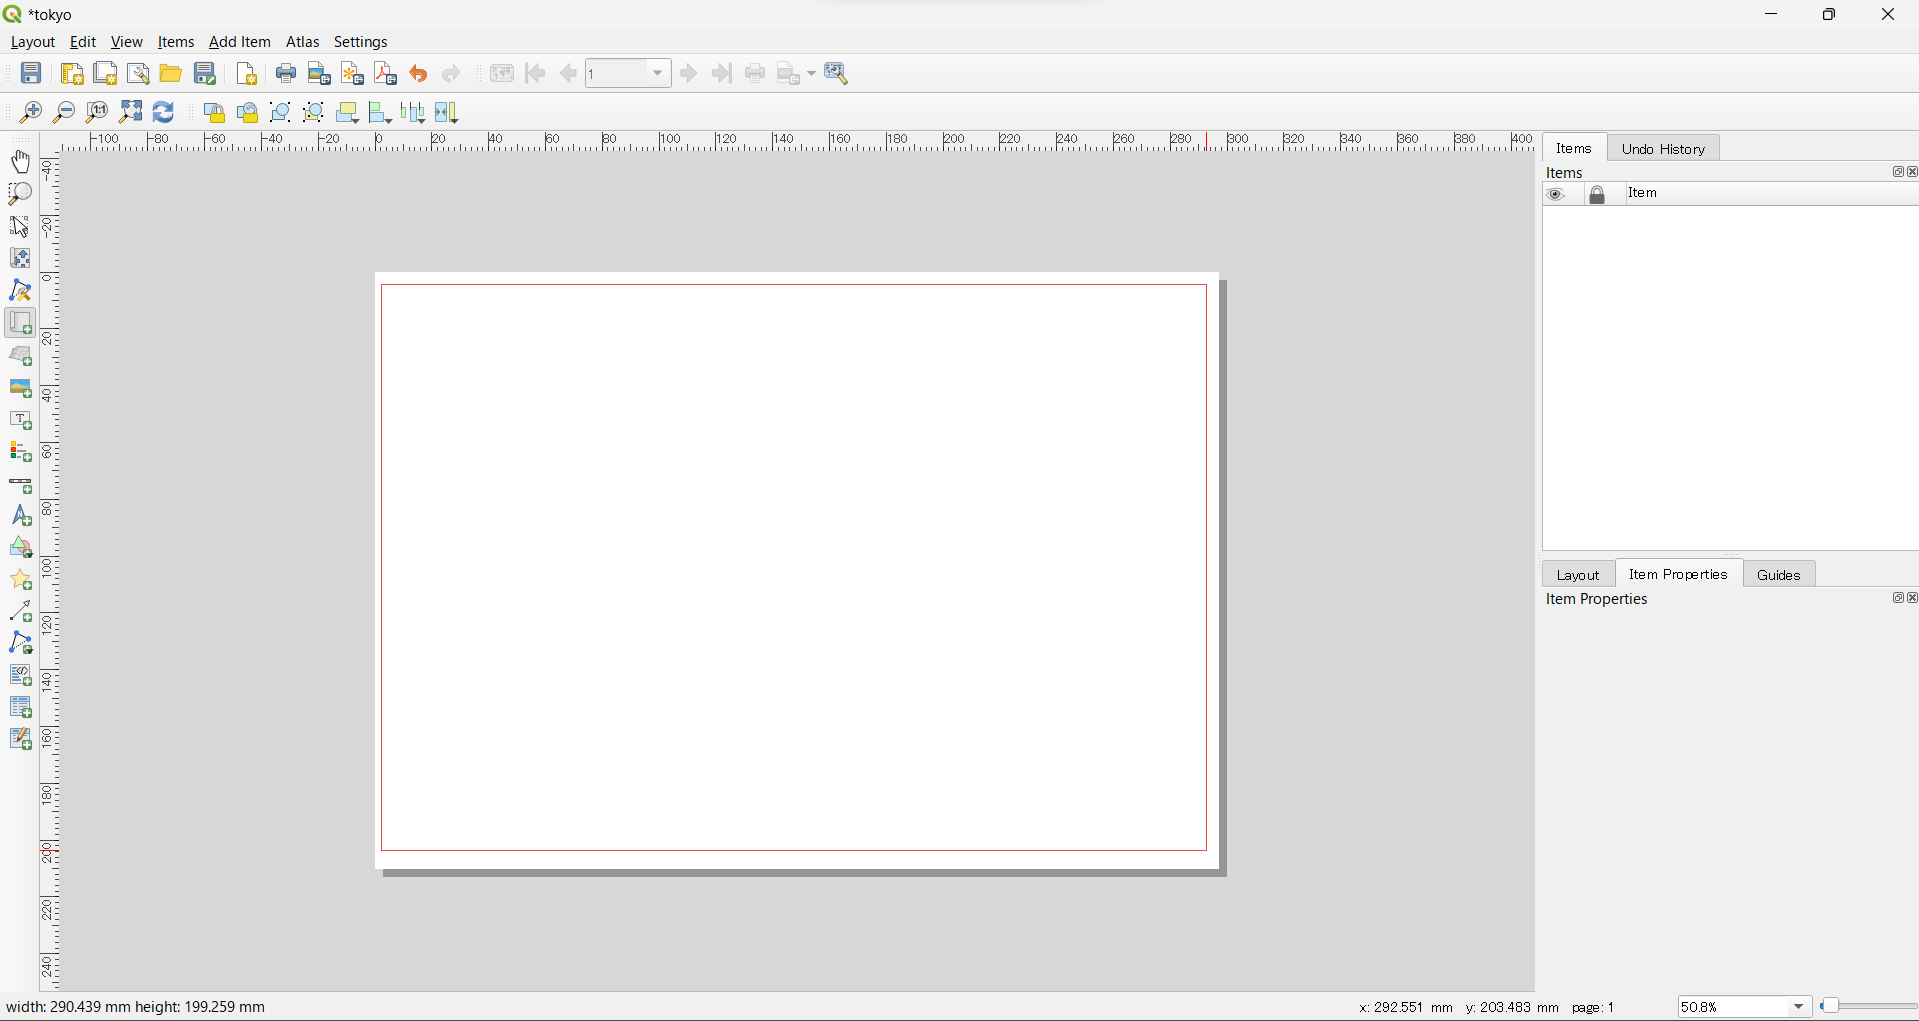 *tokyo
Layout Edit View Items Add Item Atlas Settings
1
-100 -80 -60 -40 -20 0 20 40 60 80 100 120 140 160 180 200 220 240 260 280 300 320 340 360 380 400
-40
-20
0
20
40
60
80
100
120
140
160
180
200
220
240
Items Undo History
Items
Item
Layout Item Properties Guides
Item Properties
width: 290.439 mm height: 199.259 mm
x: 292.551 mm y: 203.483 mm page: 1
50.8%